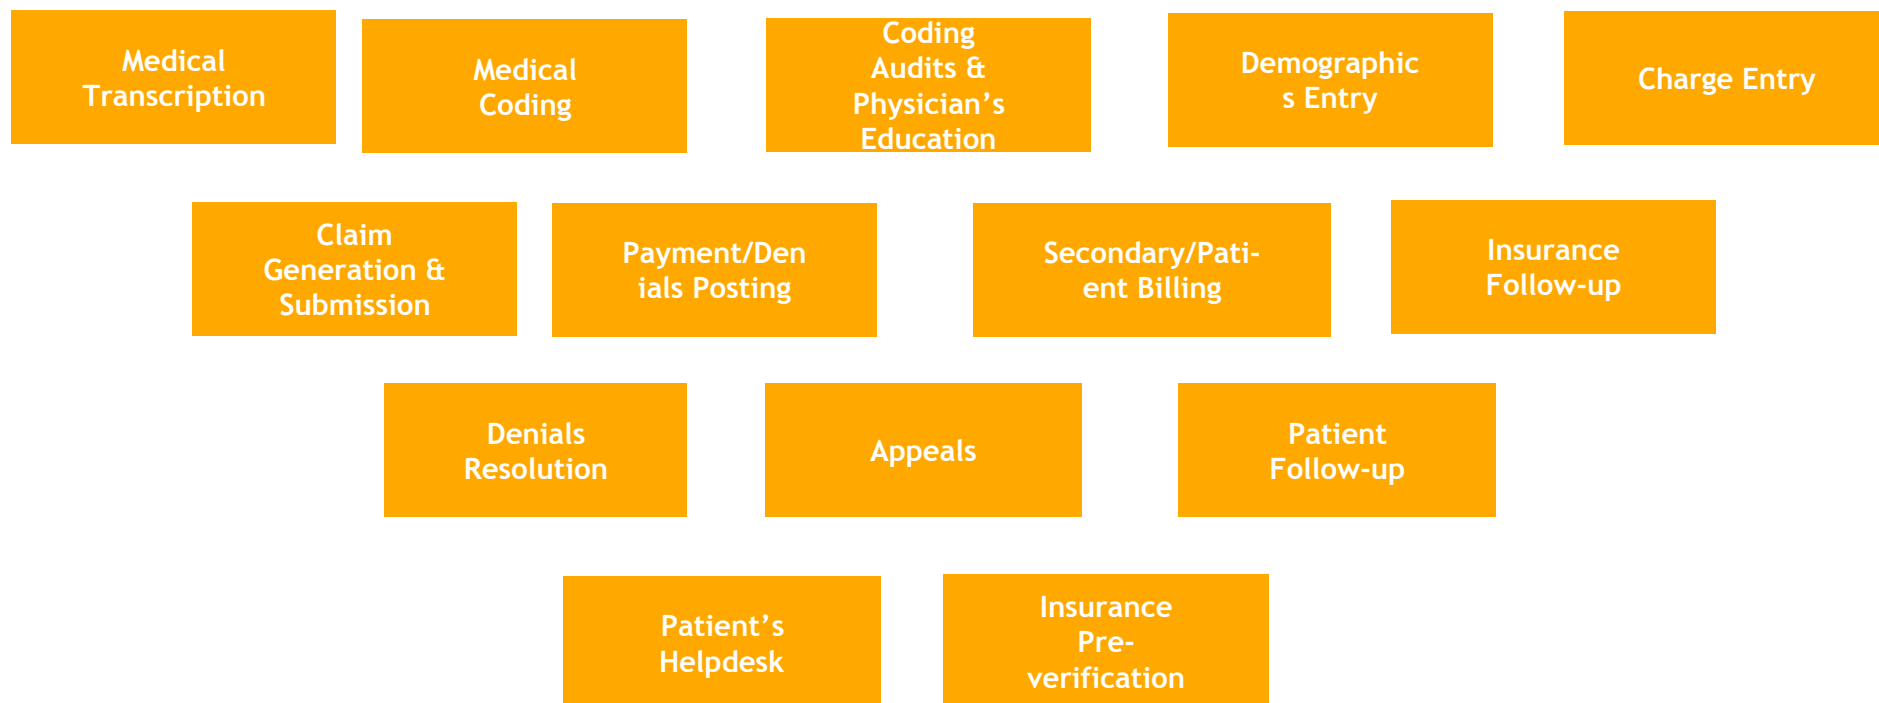 Medical
Transcription
Medical
Coding
Coding
Audits &
Physician’s
Education
Demographic
s Entry
Charge Entry
Claim
Generation &
Submission
Payment/Den
ials Posting
Secondary/Pati-
ent Billing
Insurance
Follow-up
Denials
Resolution
Appeals
Patient
Follow-up
Patient’s
Helpdesk
Insurance
Pre-
verification